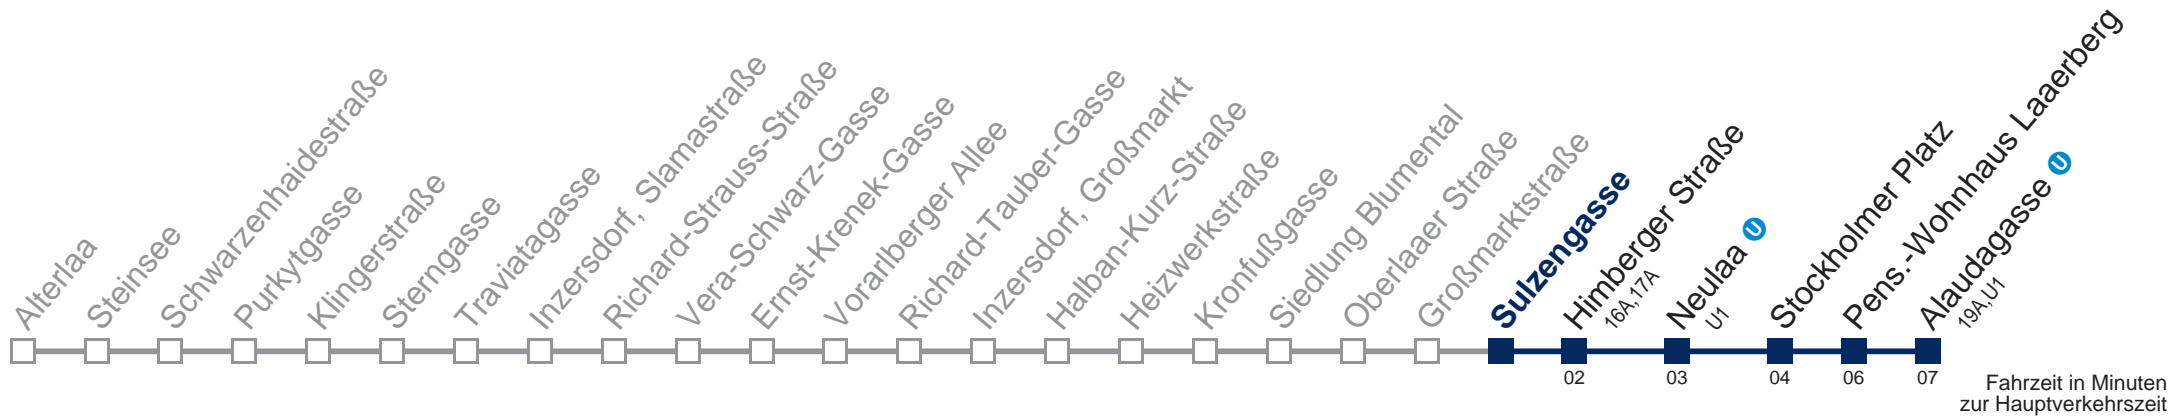 Alterlaa
Steinsee
Schwarzenhaidestraße
Purkytgasse
Klingerstraße
Sterngasse
Traviatagasse
Inzersdorf, Slamastraße
Richard-Strauss-Straße
Vera-Schwarz-Gasse
Ernst-Krenek-Gasse
Vorarlberger Allee
Richard-Tauber-Gasse
Inzersdorf, Großmarkt
Halban-Kurz-Straße
Heizwerkstraße
Kronfußgasse
Siedlung Blumental
Oberlaaer Straße
Großmarktstraße
Sulzengasse
Himberger Straße
16A,17A
Neulaa U
U1
Stockholmer Platz
Pens.-Wohnhaus Laaerberg
Alaudagasse U
19A,U1
02 03 04 06 07
Fahrzeit in Minuten
zur Hauptverkehrszeit